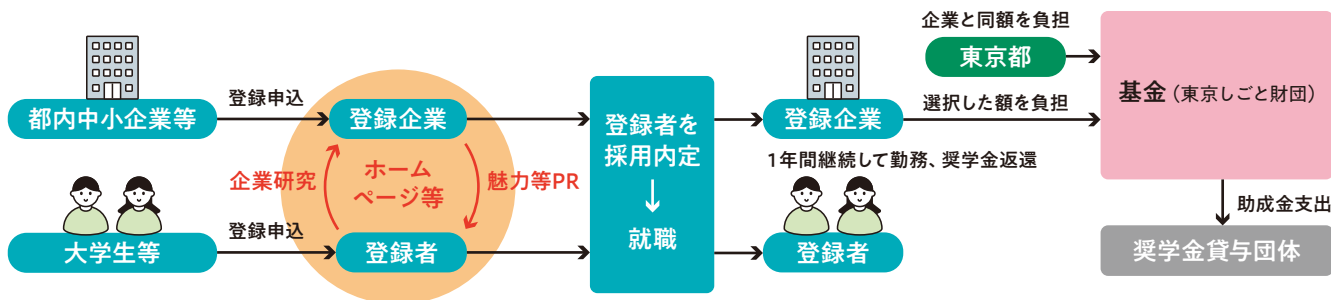 都内中小企業等
登録申込
登録企業
企業研究
ホーム
ページ等
魅力等PR
大学生等
登録申込
登録者
登録者を
採用内定
就職
登録企業
1年間継続して勤務、奨学金返還
登録者
企業と同額を負担
東京都
選択した額を負担
基金（東京しごと財団）
助成金支出
奨学金貸与団体